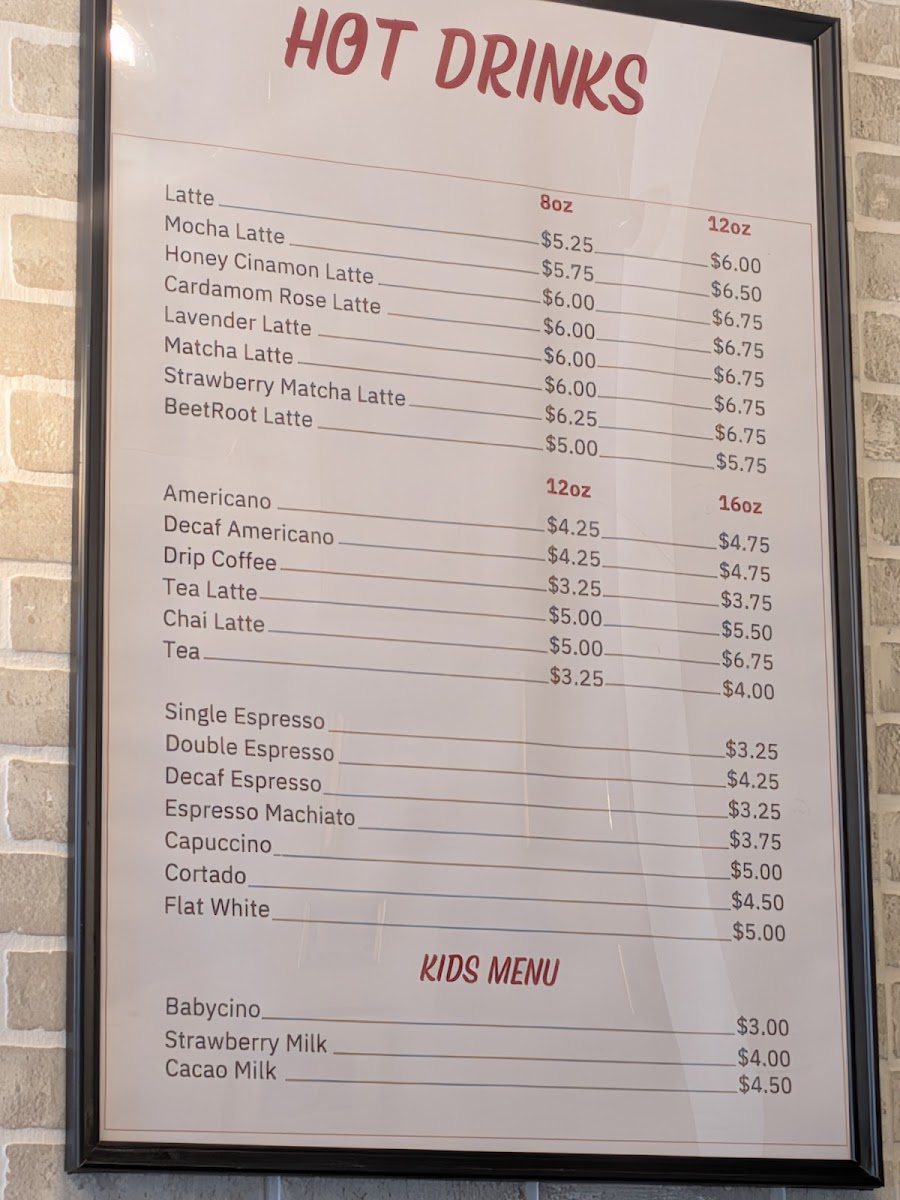 HOT DRINKS
8oz 12oz
Latte $5.25 $6.00
Mocha Latte $5.75 $6.50
Honey Cinamon Latte $6.00 $6.75
Cardamom Rose Latte $6.00 $6.75
Lavender Latte $6.00 $6.75
Matcha Latte $6.00 $6.75
Strawberry Matcha Latte $6.25 $6.75
BeetRoot Latte $5.00 $5.75
12oz 16oz
Americano $4.25 $4.75
Decaf Americano $4.25 $4.75
Drip Coffee $3.25 $3.75
Tea Latte $5.00 $5.50
Chai Latte $5.00 $6.75
Tea $3.25 $4.00
Single Espresso $3.25
Double Espresso $4.25
Decaf Espresso $3.25
Espresso Machiato $3.75
Capuccino $5.00
Cortado $4.50
Flat White $5.00
KIDS MENU
Babycino $3.00
Strawberry Milk $4.00
Cacao Milk $4.50